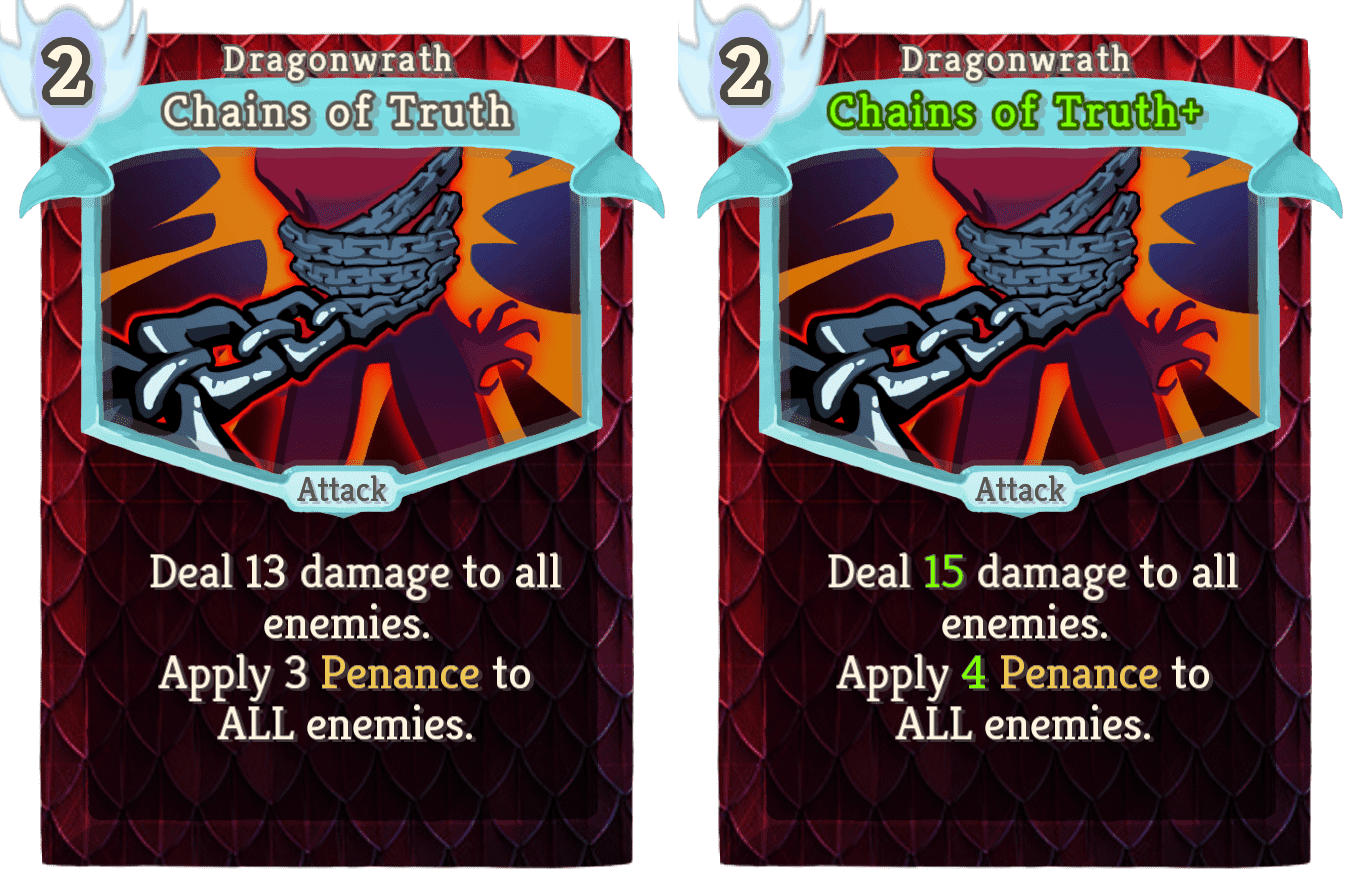 2
Dragonwrath
Chains of Truth
Attack
Deal 13 damage to all
enemies.
Apply 3 Penance to
ALL enemies.
2
Dragonwrath
Chains of Truth+
Attack
Deal 15 damage to all
enemies.
Apply 4 Penance to
ALL enemies.